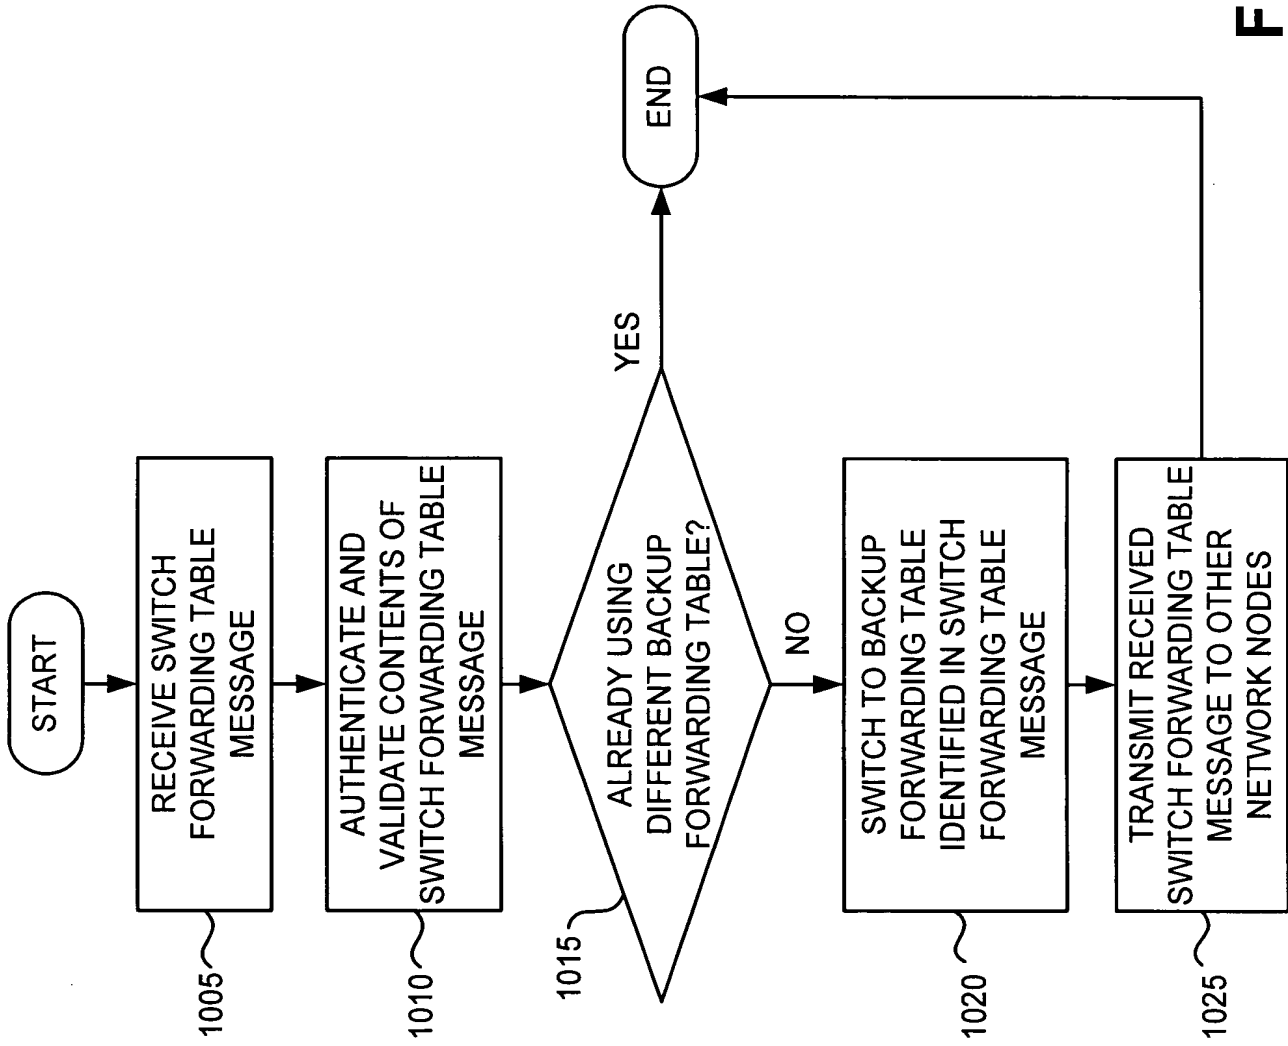 START
RECEIVE SWITCH
FORWARDING TABLE
MESSAGE
1005
AUTHENTICATE AND
VALIDATE CONTENTS OF
SWITCH FORWARDING TABLE
MESSAGE
1010
ALREADY USING
DIFFERENT BACKUP
FORWARDING TABLE?
1015
YES
END
NO
SWITCH TO BACKUP
FORWARDING TABLE
IDENTIFIED IN SWITCH
FORWARDING TABLE
MESSAGE
1020
TRANSMIT RECEIVED
SWITCH FORWARDING TABLE
MESSAGE TO OTHER
NETWORK NODES
1025
F